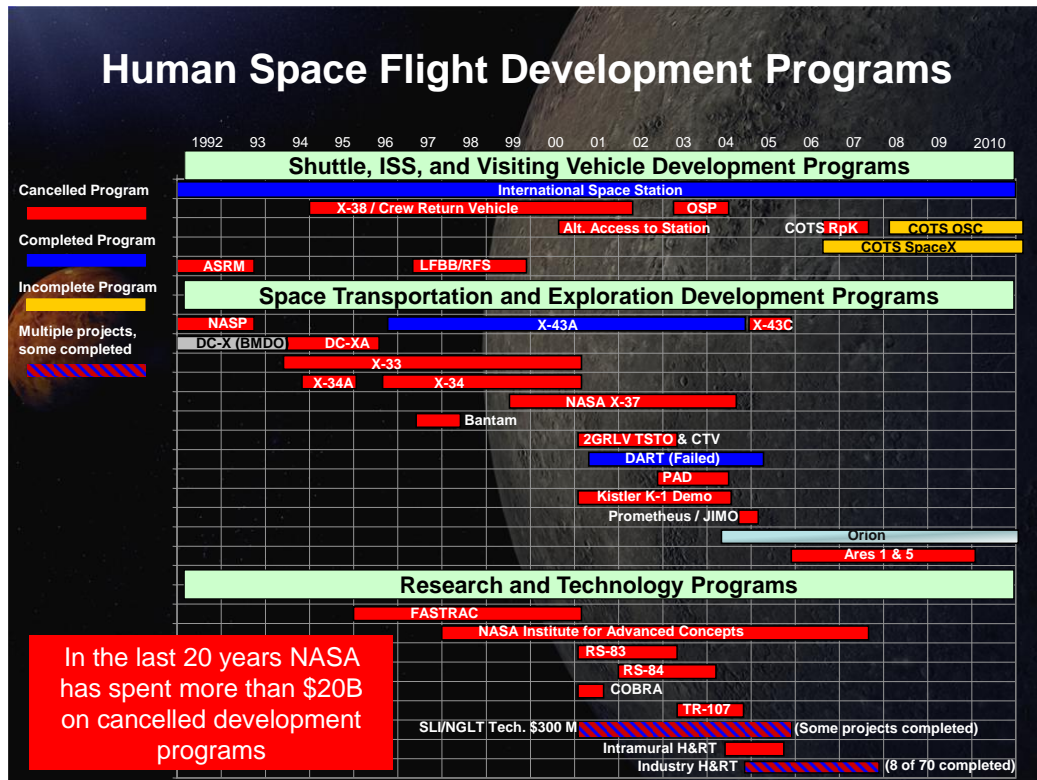 Human Space Flight Development Programs
1992 93 94 95 96 97 98 99 00 01 02 03 04 05 06 07 08 09 2010
Shuttle, ISS, and Visiting Vehicle Development Programs
Cancelled Program
International Space Station
X-38 / Crew Return Vehicle OSP
Alt. Access to Station COTS RpK COTS OSC
Completed Program
COTS SpaceX
ASRM LFBB/RFS
Incomplete Program
Space Transportation and Exploration Development Programs
Multiple projects,
some completed
NASP X-43A X-43C
DC-X (BMDO) DC-XA
X-33
X-34A X-34
NASA X-37
Bantam
2GRLV TSTO & CTV
DART (Failed)
PAD
Kistler K-1 Demo
Prometheus / JIMO
Orion
Ares 1 & 5
Research and Technology Programs
FASTRAC
NASA Institute for Advanced Concepts
RS-83
RS-84
COBRA
TR-107
SLI/NGLT Tech. $300 M (Some projects completed)
Intramural H&RT
Industry H&RT (8 of 70 completed)
In the last 20 years NASA
has spent more than $20B
on cancelled development
programs